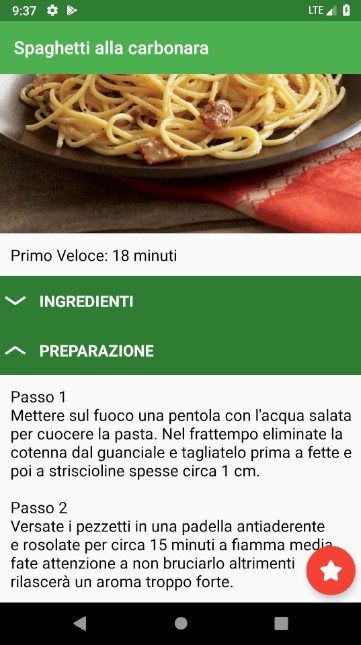 9:37
LTE
Spaghetti alla carbonara
Primo Veloce: 18 minuti
INGREDIENTI
PREPARAZIONE
Passo 1
Mettere sul fuoco una pentola con l'acqua salata
per cuocere la pasta. Nel frattempo eliminate la
cotenna dal guanciale e tagliatelo prima a fette e
poi a striscioline spesse circa 1 cm.
Passo 2
Versate i pezzetti in una padella antiaderente
e rosolate per circa 15 minuti a fiamma media,
fate attenzione a non bruciarlo altrimenti
rilascerà un aroma troppo forte.